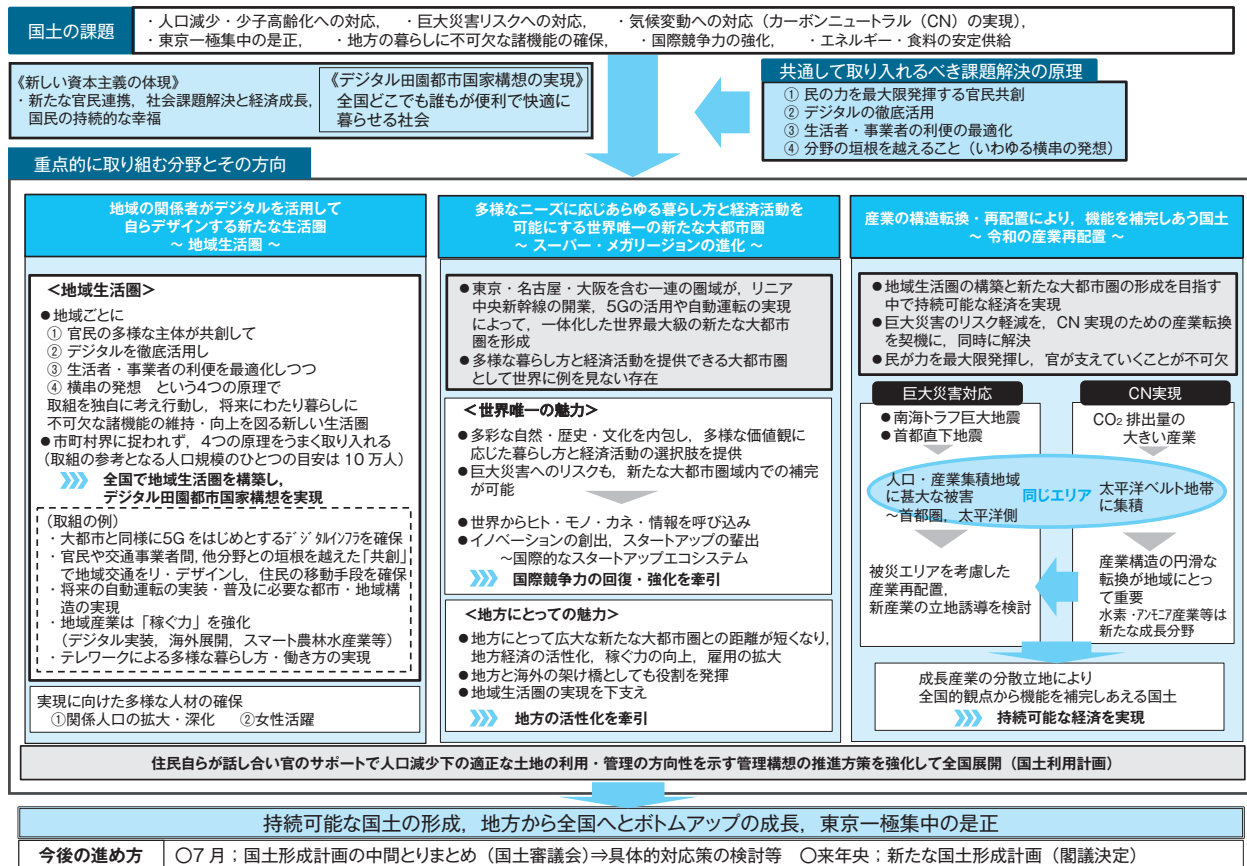 国土の課題
・人口減少・少子高齢化への対応, ・巨大災害リスクへの対応, ・気候変動への対応（カーボンニュートラル（CN）の実現）,
・東京一極集中の是正, ・地方の暮らしに不可欠な諸機能の確保, ・国際競争力の強化, ・エネルギー・食料の安定供給
《新しい資本主義の体現》
・新たな官民連携, 社会課題解決と経済成長,
国民の持続的な幸福
《デジタル田園都市国家構想の実現》
全国どこでも誰もが便利で快適に
暮らせる社会
共通して取り入れるべき課題解決の原理
① 民の力を最大限発揮する官民共創
② デジタルの徹底活用
③ 生活者・事業者の利便の最適化
④ 分野の垣根を越えること（いわゆる横串の発想）
重点的に取り組む分野とその方向
地域の関係者がデジタルを活用して
自らデザインする新たな生活圏
～ 地域生活圏 ～
＜地域生活圏＞
●地域ごとに
① 官民の多様な主体が共創して
② デジタルを徹底活用し
③ 生活者・事業者の利便を最適化しつつ
④ 横串の発想 という4つの原理で
取組を独自に考え行動し, 将来にわたり暮らしに
不可欠な諸機能の維持・向上を図る新しい生活圏
●市町村界に捉われず, 4つの原理をうまく取り入れる
（取組の参考となる人口規模のひとつの目安は 10 万人）
全国で地域生活圏を構築し,
デジタル田園都市国家構想を実現
（取組の例）
・大都市と同様に5G をはじめとするデジタルインフラを確保
・官民や交通事業者間, 他分野との垣根を越えた「共創」
で地域交通をリ・デザインし, 住民の移動手段を確保
・将来の自動運転の実装・普及に必要な都市・地域構
造の実現
・地域産業は「稼ぐ力」を強化
（デジタル実装, 海外展開, スマート農林水産業等）
・テレワークによる多様な暮らし方・働き方の実現
実現に向けた多様な人材の確保
①関係人口の拡大・深化 ②女性活躍
多様なニーズに応じあらゆる暮らし方と経済活動を
可能にする世界唯一の新たな大都市圏
～ スーパー・メガリージョンの進化 ～
●東京・名古屋・大阪を含む一連の圏域が, リニア
中央新幹線の開業, 5Gの活用や自動運転の実現
によって, 一体化した世界最大級の新たな大都市
圏を形成
●多様な暮らし方と経済活動を提供できる大都市圏
として世界に例を見ない存在
＜世界唯一の魅力＞
●多彩な自然・歴史・文化を内包し, 多様な価値観に
応じた暮らし方と経済活動の選択肢を提供
●巨大災害へのリスクも, 新たな大都市圏域内での補完
が可能
●世界からヒト・モノ・カネ・情報を呼び込み
●イノベーションの創出, スタートアップの輩出
～国際的なスタートアップエコシステム
国際競争力の回復・強化を牽引
＜地方にとっての魅力＞
●地方にとって広大な新たな大都市圏との距離が短くなり,
地方経済の活性化, 稼ぐ力の向上, 雇用の拡大
●地方と海外の架け橋としても役割を発揮
●地域生活圏の実現を下支え
地方の活性化を牽引
産業の構造転換・再配置により, 機能を補完しあう国土
～ 令和の産業再配置 ～
●地域生活圏の構築と新たな大都市圏の形成を目指す
中で持続可能な経済を実現
●巨大災害のリスク軽減を, CN 実現のための産業転換
を契機に, 同時に解決
●民が力を最大限発揮し, 官が支えていくことが不可欠
巨大災害対応
●南海トラフ巨大地震
●首都直下地震
人口・産業集積地域
に甚大な被害
～首都圏, 太平洋側
同じエリア
CN実現
CO₂ 排出量の
大きい産業
太平洋ベルト地帯
に集積
被災エリアを考慮した
産業再配置,
新産業の立地誘導を検討
産業構造の円滑な
転換が地域にとっ
て重要
水素・アンモニア産業等は
新たな成長分野
成長産業の分散立地により
全国的観点から機能を補完しあえる国土
持続可能な経済を実現
住民自らが話し合い官のサポートで人口減少下の適正な土地の利用・管理の方向性を示す管理構想の推進方策を強化して全国展開（国土利用計画）
持続可能な国土の形成, 地方から全国へとボトムアップの成長, 東京一極集中の是正
今後の進め方
〇7 月；国土形成計画の中間とりまとめ（国土審議会）⇒具体的対応策の検討等 〇来年央；新たな国土形成計画（閣議決定）